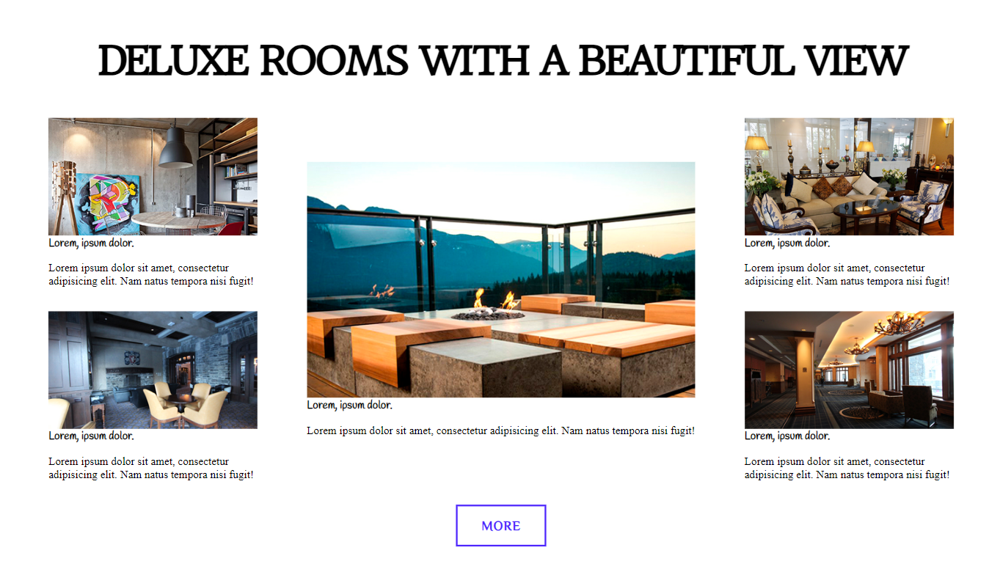 DELUXE ROOMS WITH A BEAUTIFUL VIEW
Lorem, ipsum dolor.
Lorem ipsum dolor sit amet, consectetur
adipisicing elit. Nam natus tempora nisi fugit!
Lorem, ipsum dolor.
Lorem ipsum dolor sit amet, consectetur
adipisicing elit. Nam natus tempora nisi fugit!
Lorem, ipsum dolor.
Lorem ipsum dolor sit amet, consectetur adipisicing elit. Nam natus tempora nisi fugit!
Lorem, ipsum dolor.
Lorem ipsum dolor sit amet, consectetur
adipisicing elit. Nam natus tempora nisi fugit!
Lorem, ipsum dolor.
Lorem ipsum dolor sit amet, consectetur
adipisicing elit. Nam natus tempora nisi fugit!
MORE